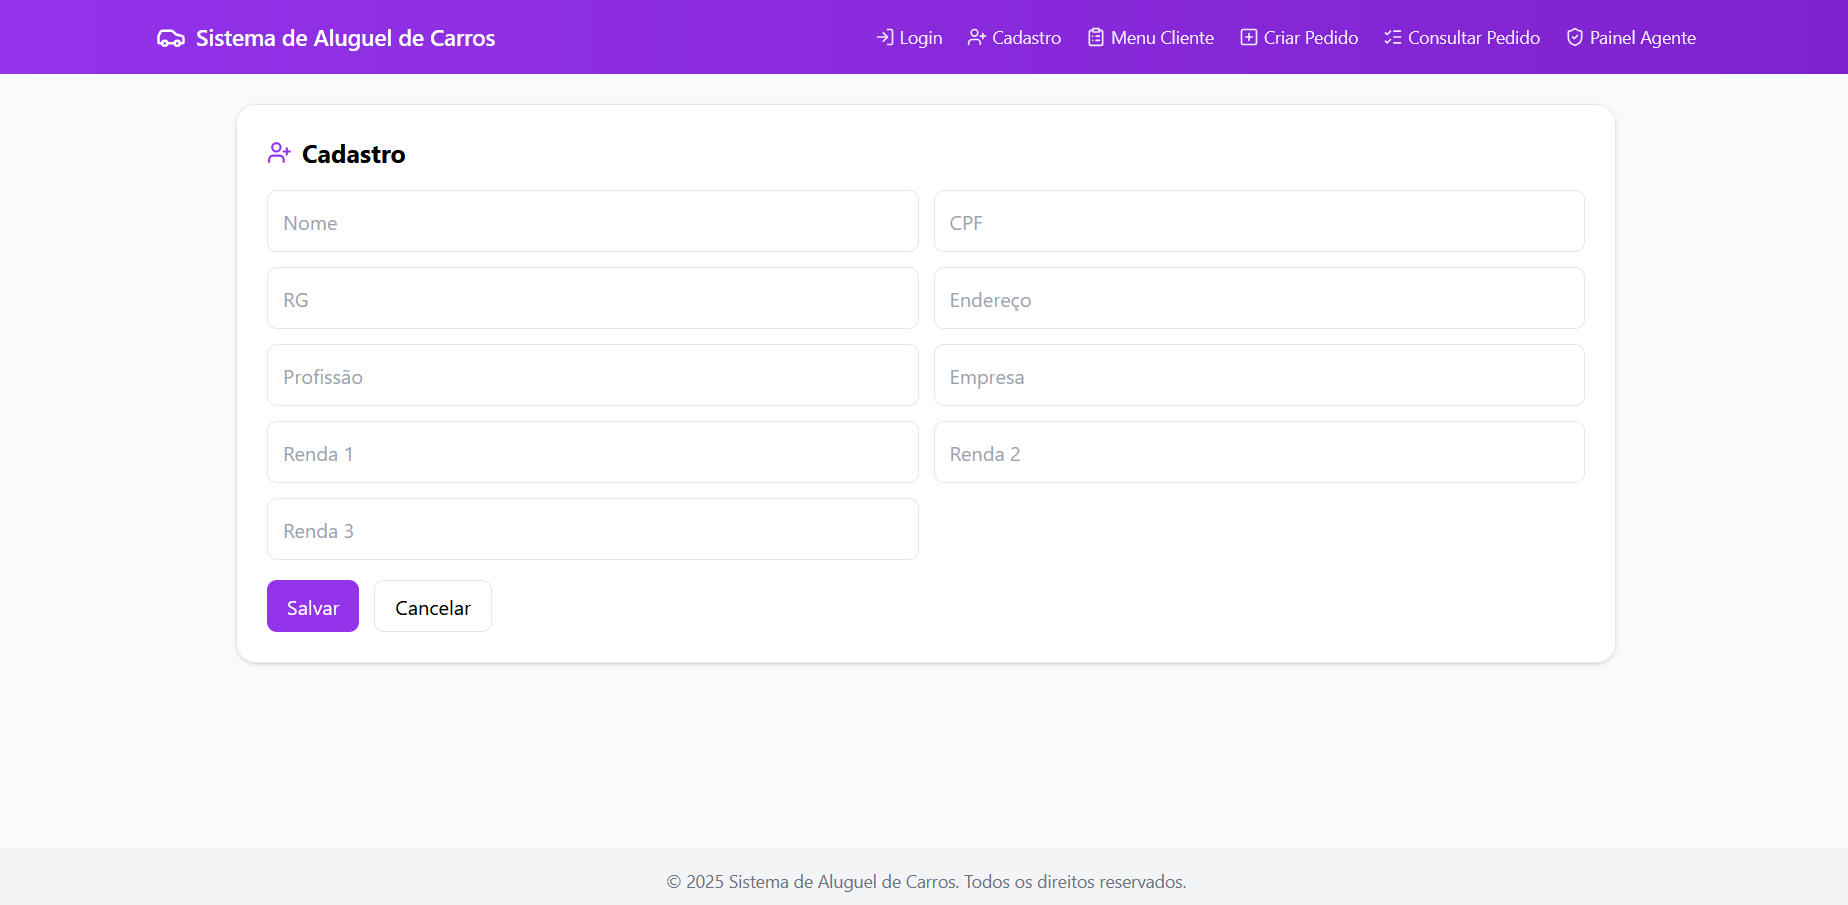 Sistema de Aluguel de Carros
Login Cadastro Menu Cliente Criar Pedido Consultar Pedido Painel Agente
Cadastro
Nome CPF
RG Endereço
Profissão Empresa
Renda 1 Renda 2
Renda 3
Salvar Cancelar
© 2025 Sistema de Aluguel de Carros. Todos os direitos reservados.